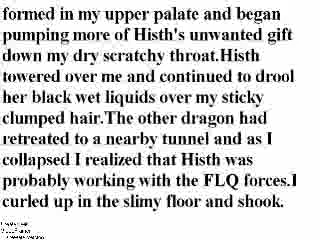 formed in my upper palate and began
pumping more of Histh's unwanted gift
down my dry scratchy throat.Histh
towered over me and continued to drool
her black wet liquids over my sticky
clumped hair.The other dragon had
retreated to a nearby tunnel and as I
collapsed I realized that Histh was
probably working with the FLQ forces.I
curled up in the slimy floor and shook.